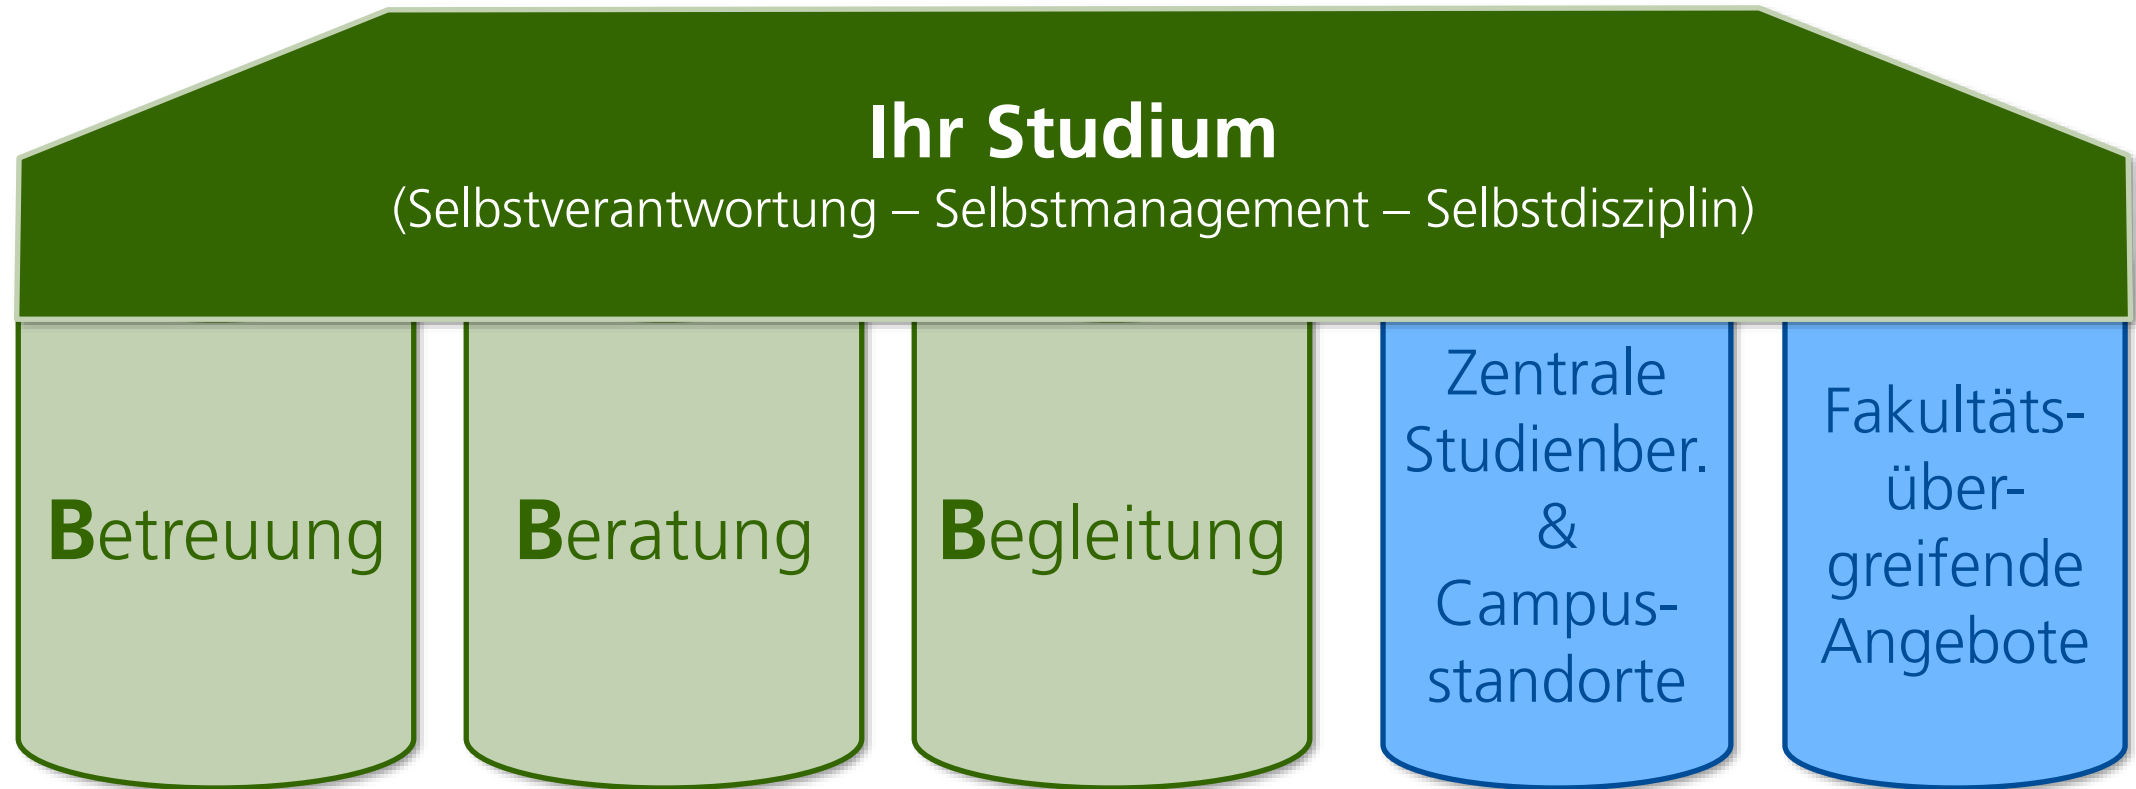 Ihr Studium
(Selbstverantwortung – Selbstmanagement – Selbstdisziplin)
Betreuung
Beratung
Begleitung
Zentrale
Studienber.
&
Campus-
standorte
Fakultäts-
über-
greifende
Angebote